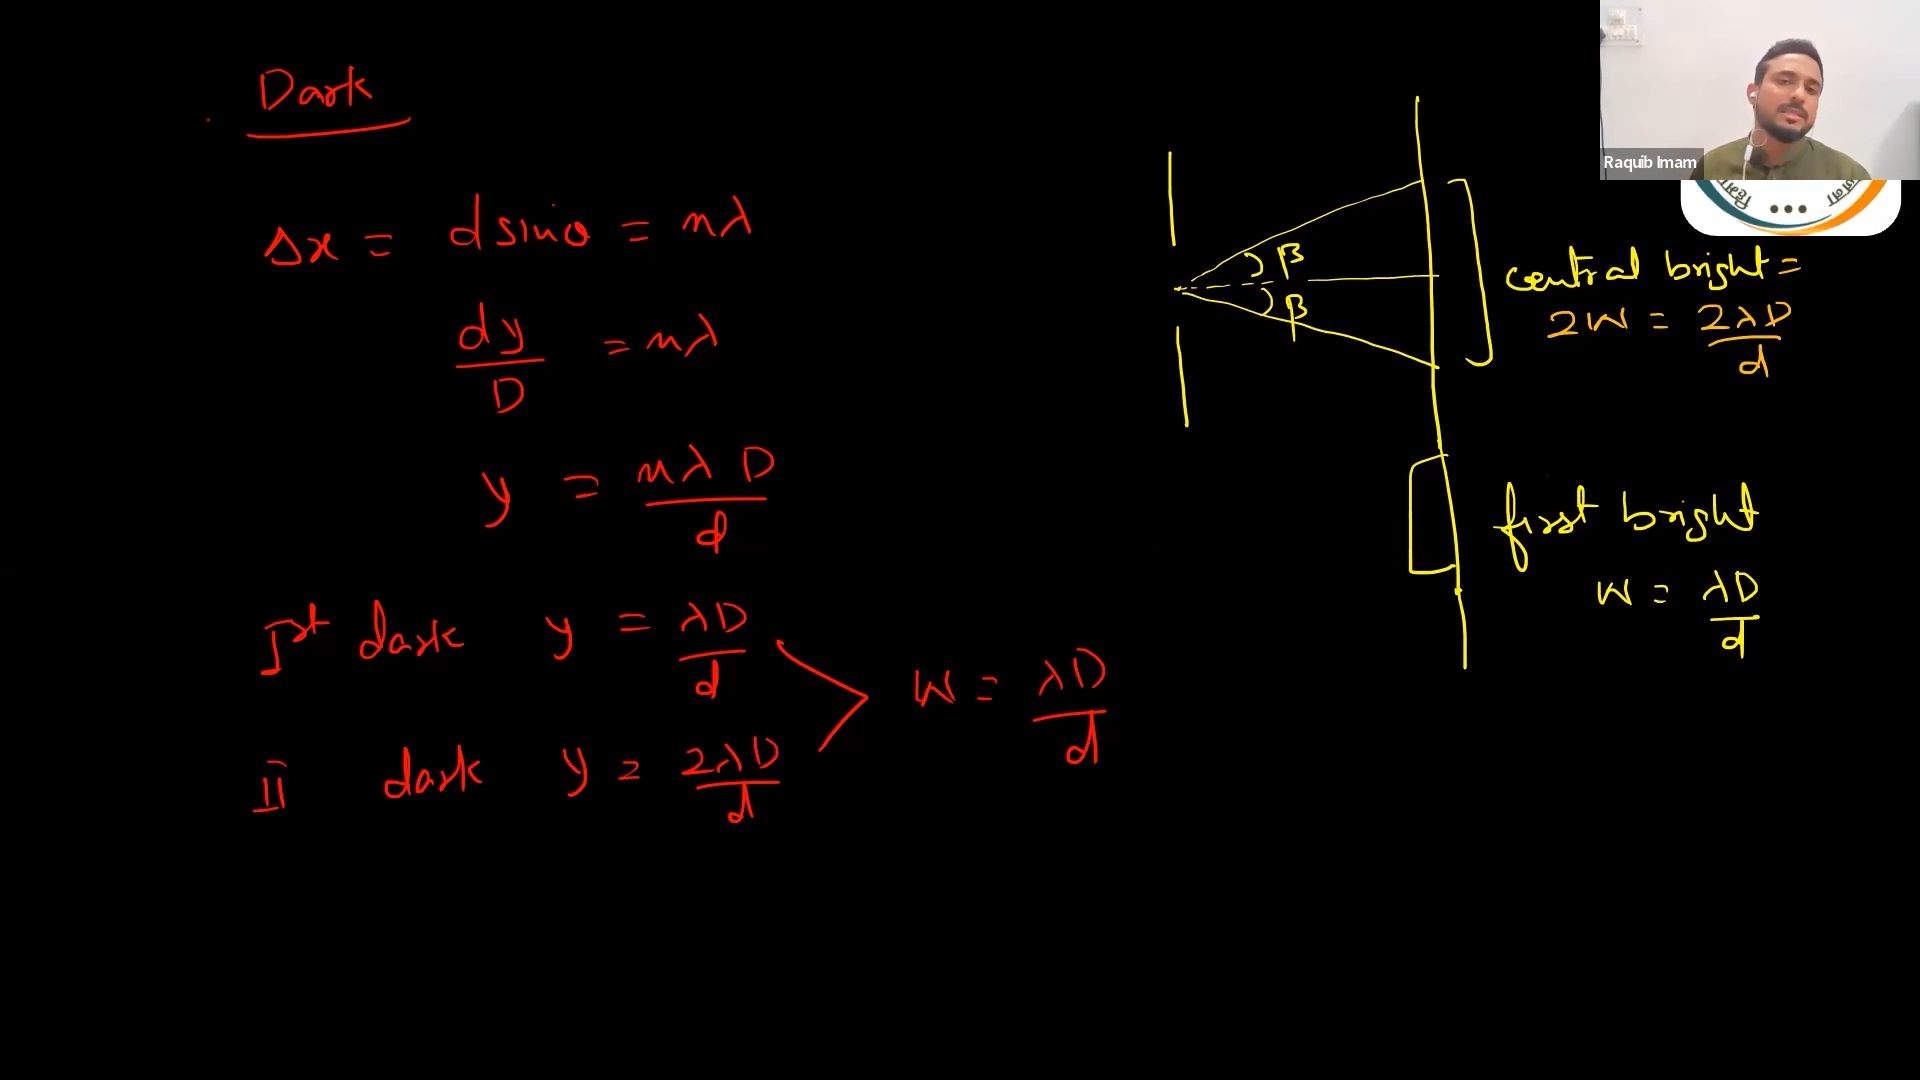 Dark
Δx = d sinθ = nλ
dy/D = nλ
y = nλD/d
Ist dark y = λD/d
II dark y = 2λD/d
W = λD/d
β
β
central bright =
2W = 2λD/d
first bright
W = λD/d
Raquib Imam